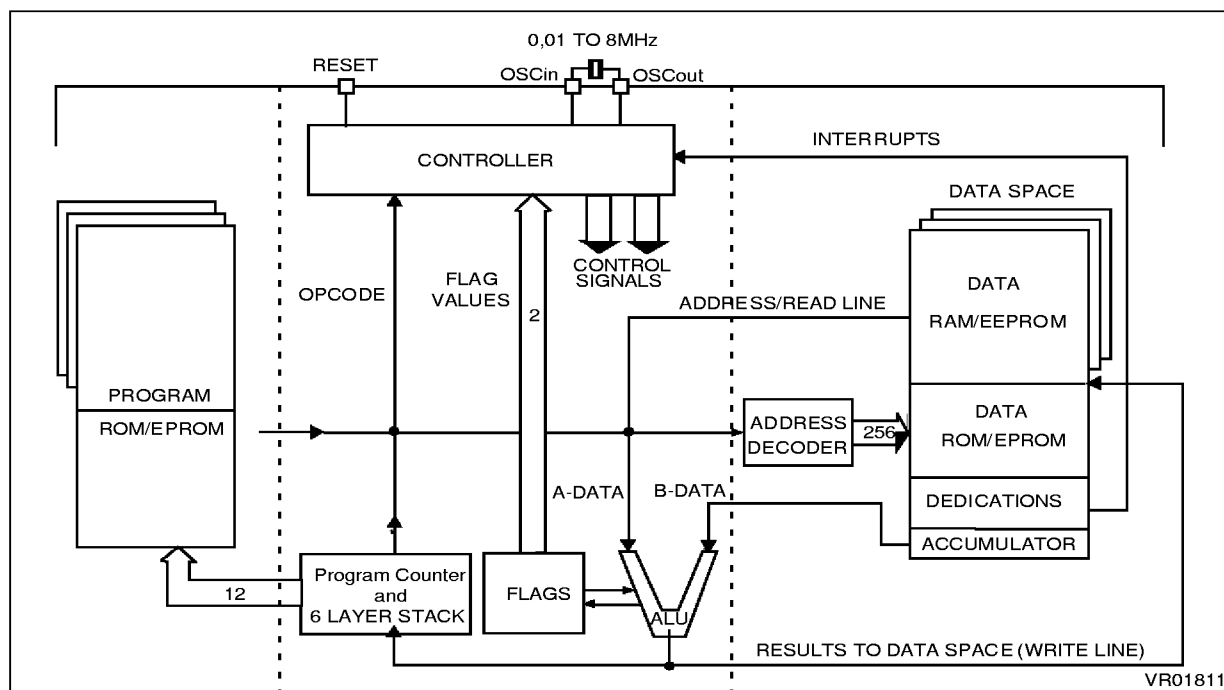 0,01 TO 8MHz
RESET
OSCin
OSCout
CONTROLLER
INTERRUPTS
DATA SPACE
OPCODE
FLAG
VALUES
2
CONTROL
SIGNALS
ADDRESS/READ LINE
DATA
RAM/EEPROM
PROGRAM
ROM/EPROM
ADDRESS
DECODER
256
DATA
ROM/EPROM
A-DATA
B-DATA
DEDICATIONS
ACCUMULATOR
12
Program Counter
and
6 LAYER STACK
FLAGS
ALU
RESULTS TO DATA SPACE (WRITE LINE)
VR01811